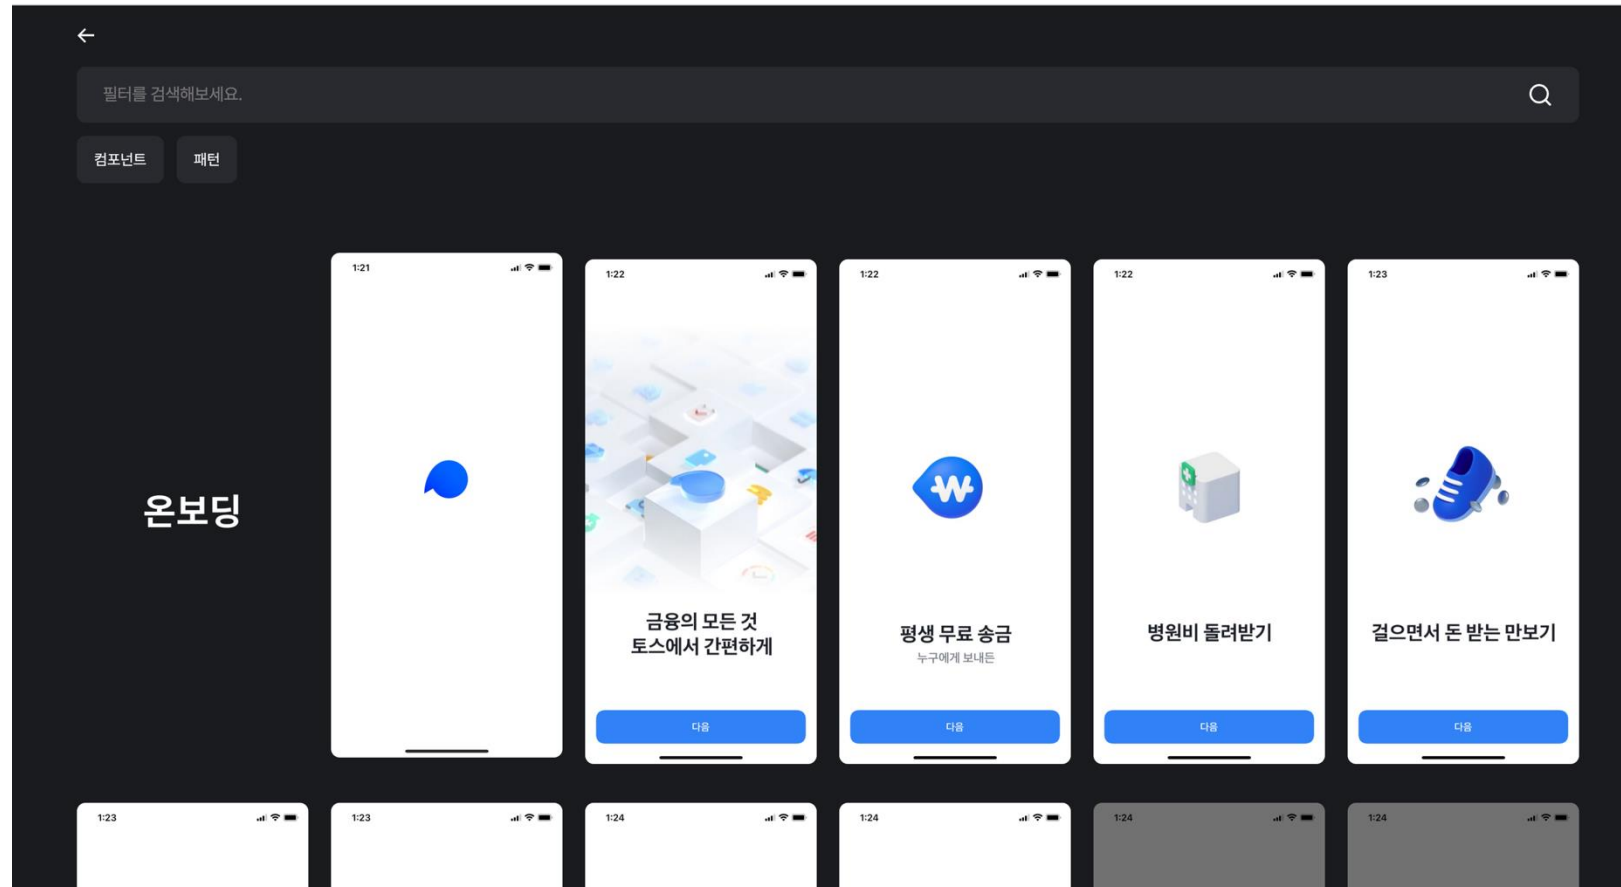 필터를 검색해보세요.
컴포넌트
패턴
온보딩
1:21
1:22
금융의 모든 것
토스에서 간편하게
다음
1:22
평생 무료 송금
누구에게 보내든
다음
1:22
병원비 돌려받기
다음
1:23
걸으면서 돈 받는 만보기
다음
1:23
1:23
1:24
1:24
1:24
1:24